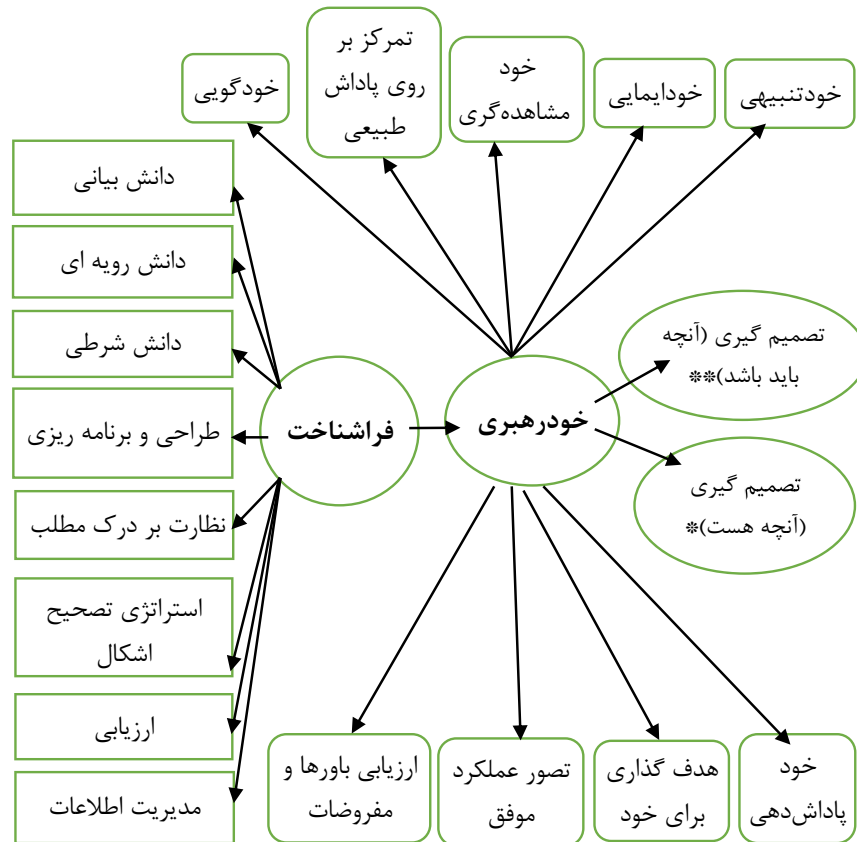 خودتنبیهی
خودایمایی
خود
مشاهده‌گری
تمرکز بر
روی پاداش
طبیعی
خودگویی
دانش بیانی
دانش رویه ای
دانش شرطی
طراحی و برنامه ریزی
نظارت بر درک مطلب
استراتژی تصحیح
اشکال
ارزیابی
مدیریت اطلاعات
فراشناخت
خودرهبری
تصمیم گیری (آنچه
باید باشد)**
تصمیم گیری
(آنچه هست)*
خود
پاداش‌دهی
هدف گذاری
برای خود
تصور عملکرد
موفق
ارزیابی باورها و
مفروضات